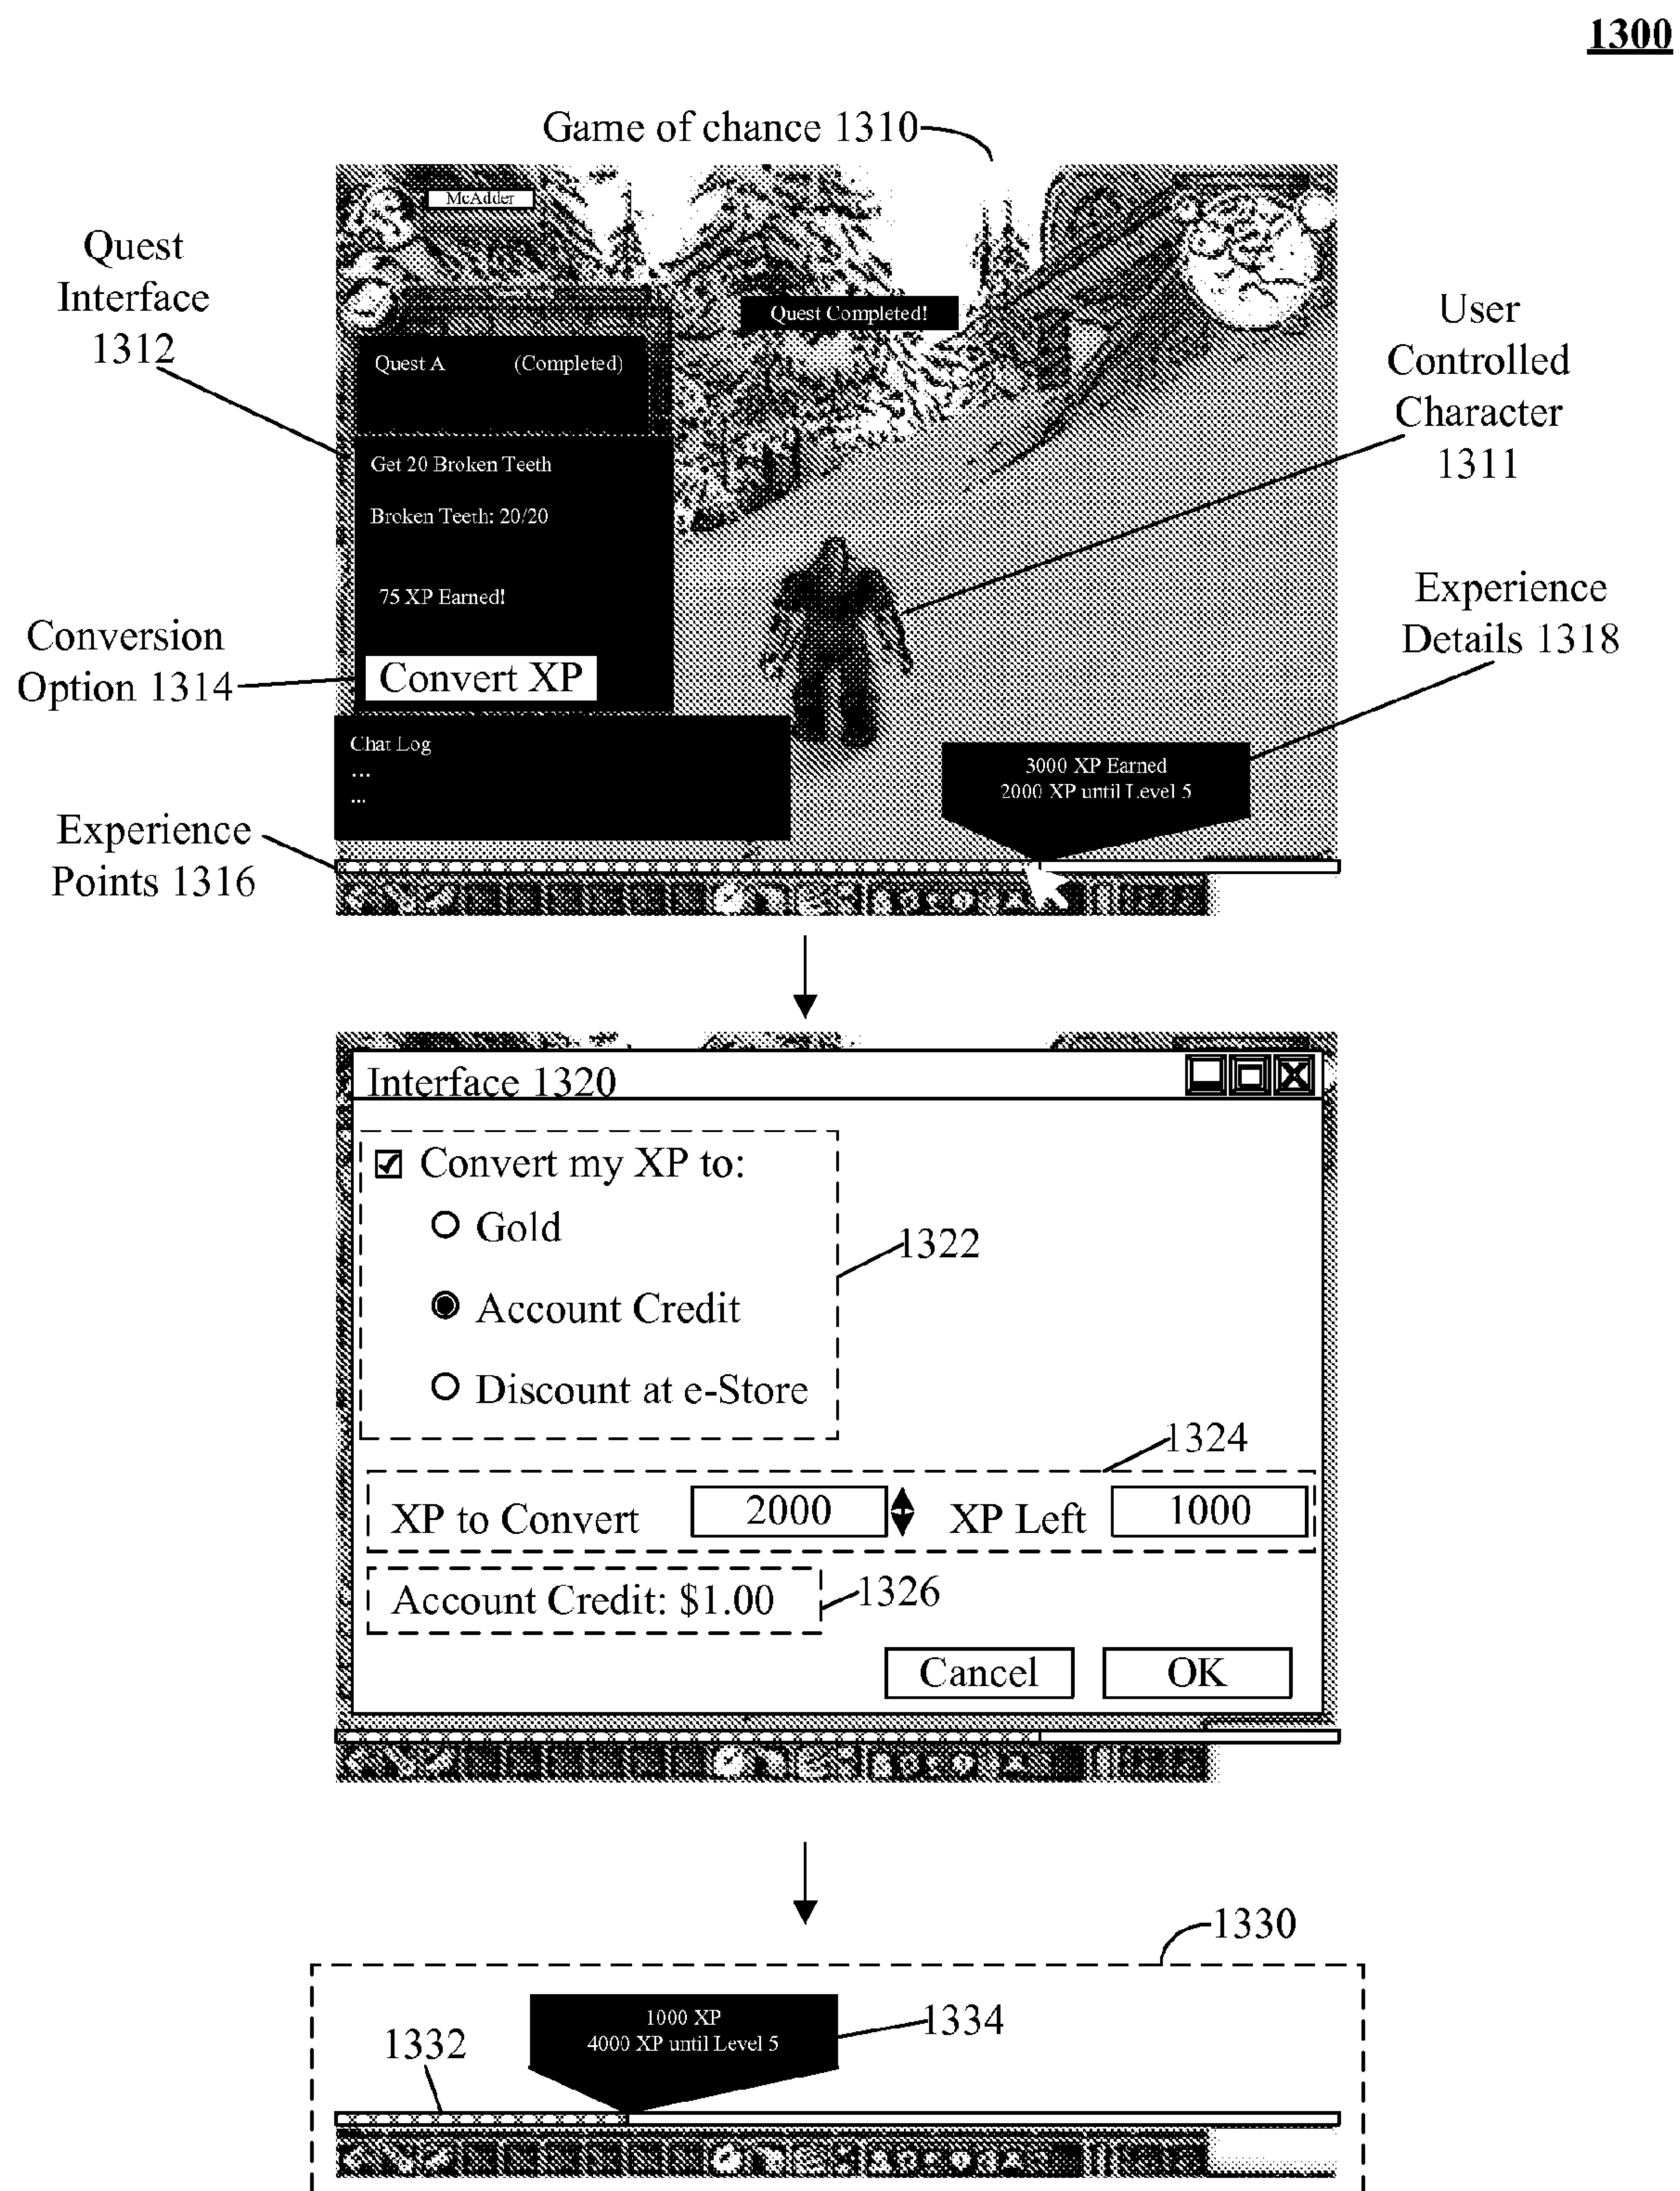 1300
Game of chance 1310
McAdder
Quest
Interface
1312
Quest Completed!
User
Controlled
Character
1311
Quest A (Completed)
Get 20 Broken Teeth
Broken Teeth: 20/20
75 XP Earned!
Conversion
Option 1314
Convert XP
Experience
Details 1318
Chat Log
...
...
3000 XP Earned
2000 XP until Level 5
Experience
Points 1316
Interface 1320
Convert my XP to:
Gold
Account Credit
Discount at e-Store
1322
1324
XP to Convert 2000 XP Left 1000
Account Credit: $1.00
1326
Cancel OK
1330
1000 XP
4000 XP until Level 5
1334
1332